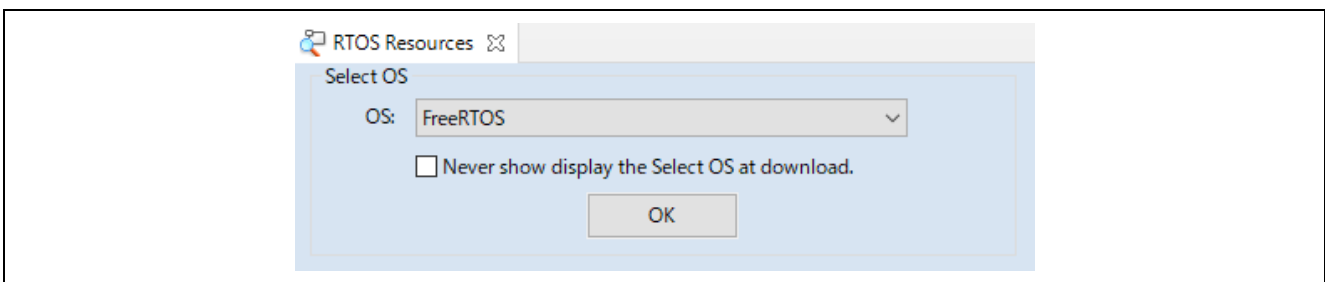 RTOS Resources
Select OS
OS: FreeRTOS
Never show display the Select OS at download.
OK